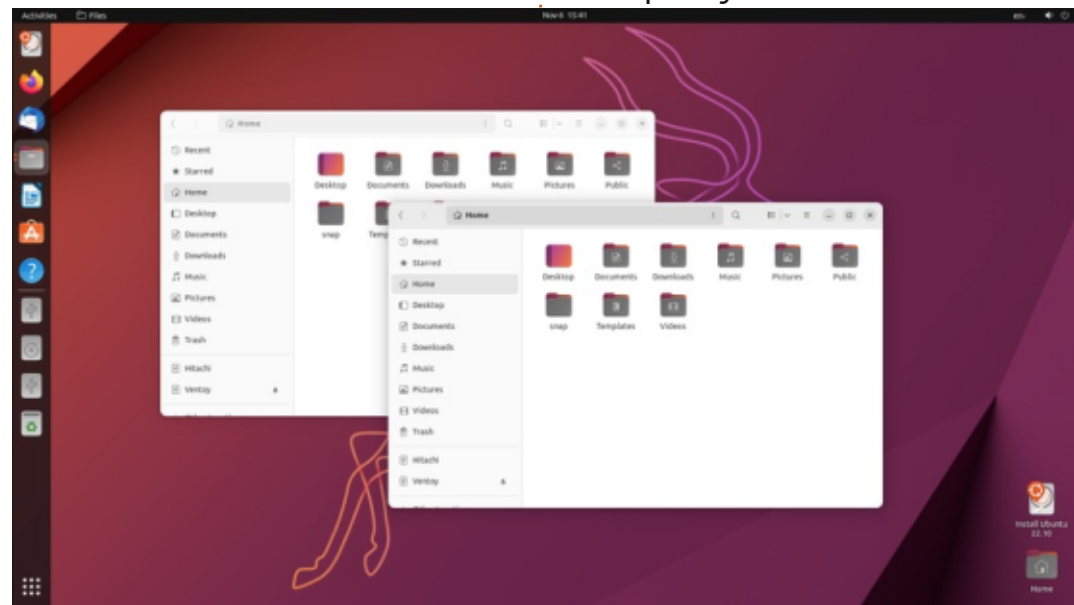 Activities Files Nov 6 15:41 en
Home
Recent
Starred
Home
Desktop
Documents
Downloads
Music
Pictures
Videos
Trash
Hitachi
Ventoy
Desktop Documents Downloads Music Pictures Public
snap
Home
Recent
Starred
Home
Desktop
Documents
Downloads
Music
Pictures
Videos
Trash
Hitachi
Ventoy
Desktop Documents Downloads Music Pictures Public
snap Templates Videos
Install Ubuntu
22.10
Home